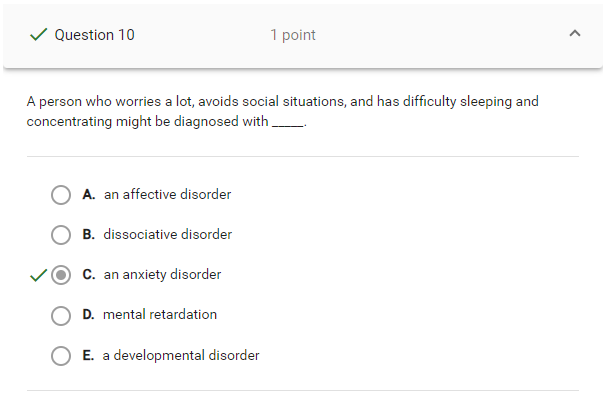 Question 10 1 point
A person who worries a lot, avoids social situations, and has difficulty sleeping and
concentrating might be diagnosed with _____.
A. an affective disorder
B. dissociative disorder
C. an anxiety disorder
D. mental retardation
E. a developmental disorder